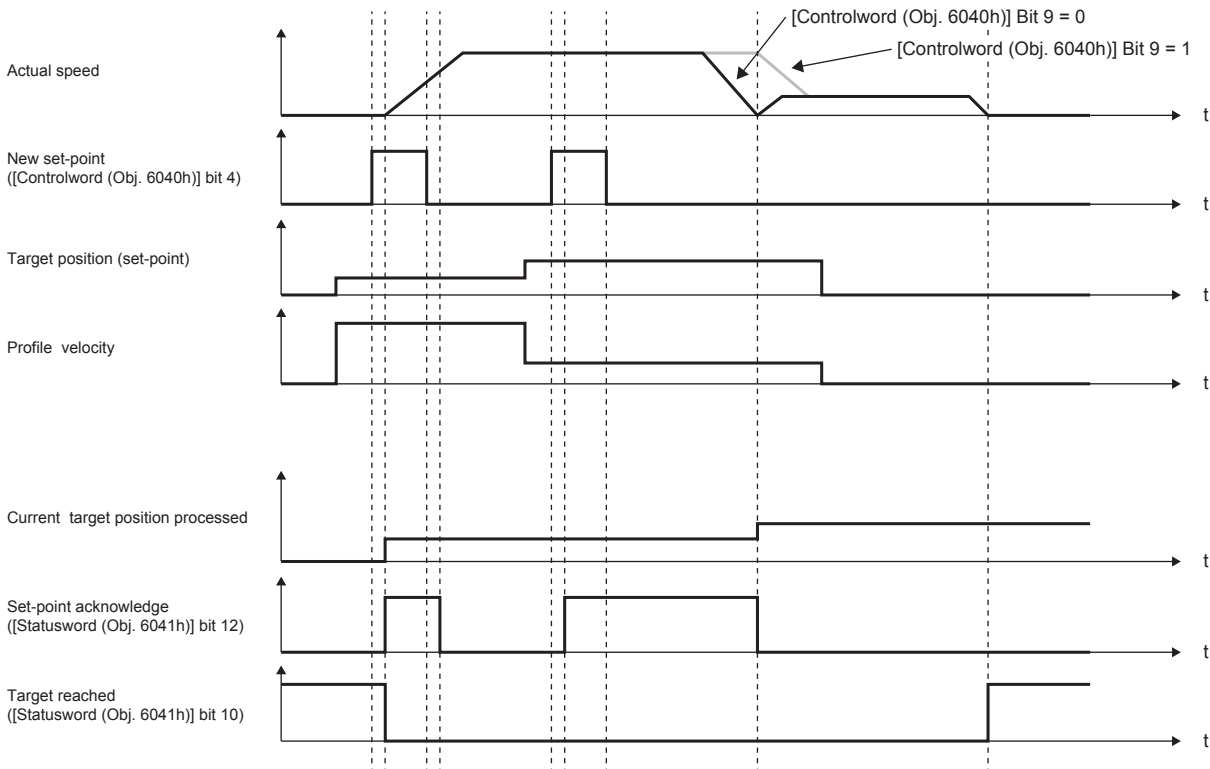 [Controlword (Obj. 6040h)] Bit 9 = 0
[Controlword (Obj. 6040h)] Bit 9 = 1
Actual speed
t
New set-point
([Controlword (Obj. 6040h)] bit 4)
t
Target position (set-point)
t
Profile velocity
t
Current target position processed
t
Set-point acknowledge
([Statusword (Obj. 6041h)] bit 12)
t
Target reached
([Statusword (Obj. 6041h)] bit 10)
t